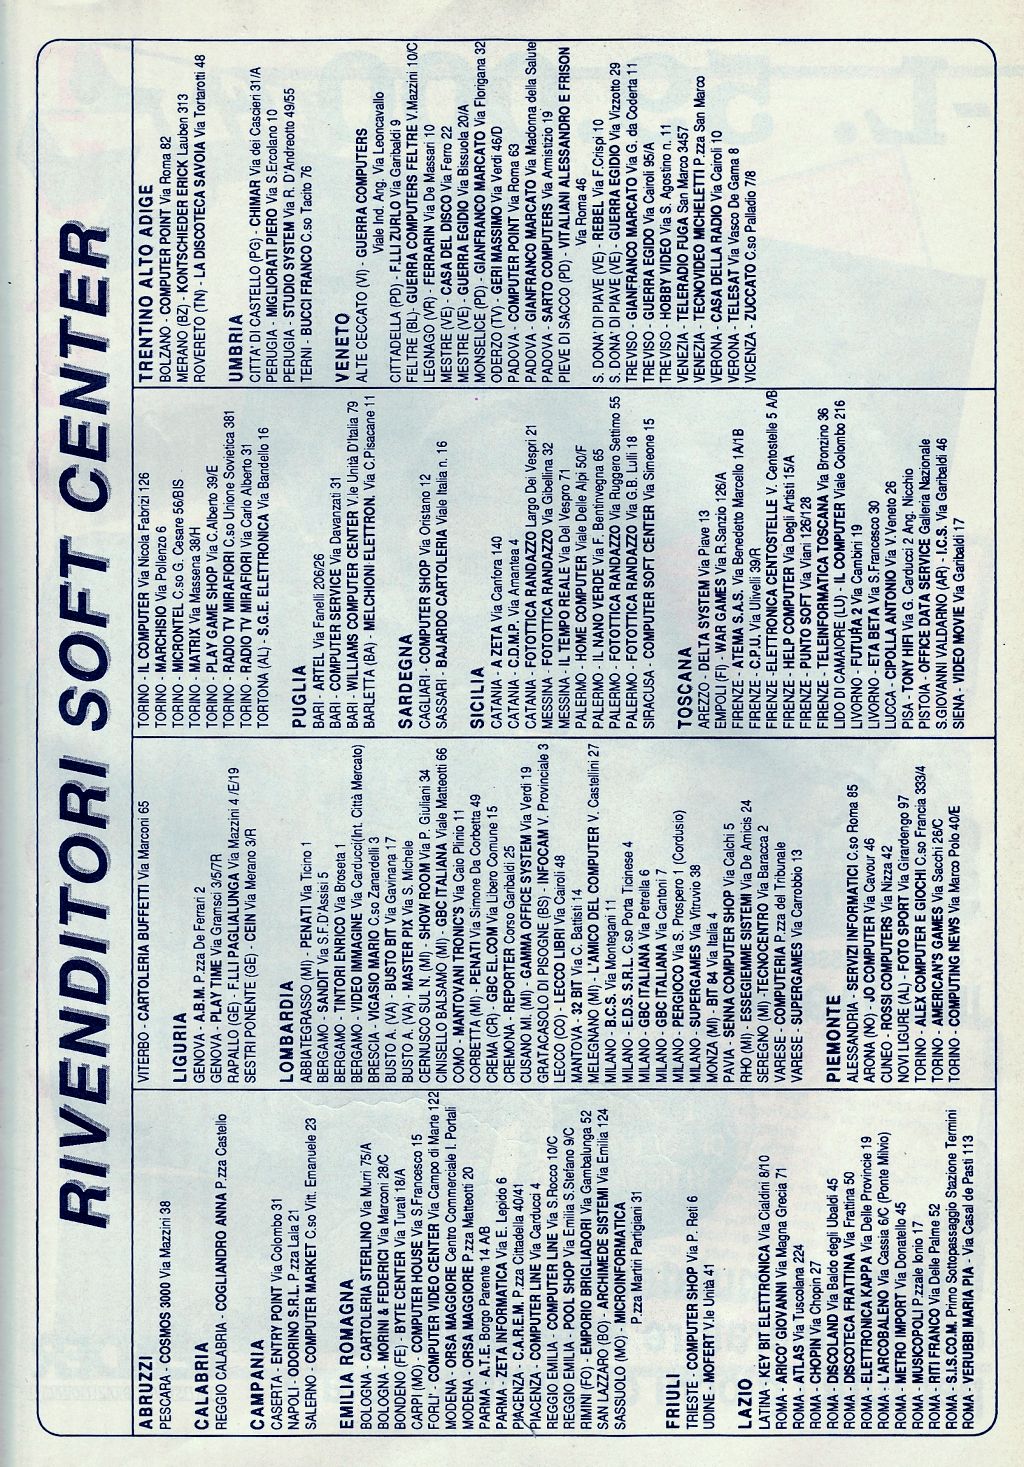 RIVENDITORI SOFT CENTER
ABRUZZI
PESCARA - COSMOS 3000 Via Mazzini 38
CALABRIA
REGGIO CALABRIA - COGLIANDRO ANNA P.zza Castello
CAMPANIA
CASERTA - ENTRY POINT Via Colombo 31
NAPOLI - ODORINO S.R.L. P.zza Lala 21
SALERNO - COMPUTER MARKET C.so Vitt. Emanuele 23
EMILIA ROMAGNA
BOLOGNA - CARTOLERIA STERLINO Via Murri 75/A
BOLOGNA - MORINI & FEDERICI Via Marconi 28/C
BONDENO (FE) - BYTE CENTER Via Turati 18/A
CARPI (MO) - COMPUTER HOUSE Via S.Francesco 15
FORLI' - COMPUTER VIDEO CENTER Via Campo di Marte 122
MODENA - ORSA MAGGIORE Centro Commerciale I. Portali
MODENA - ORSA MAGGIORE P.zza Matteotti 20
PARMA - A.T.E. Borgo Parente 14 A/B
PARMA - ZETA INFORMATICA Via E. Lepido 6
PIACENZA - C.A.R.E.M. P.zza Cittadella 40/41
PIACENZA - COMPUTER LINE Via Carducci 4
REGGIO EMILIA - COMPUTER LINE Via S.Rocco 10/C
REGGIO EMILIA - POOL SHOP Via Emilia S.Stefano 9/C
RIMINI (FO) - EMPORIO BRIGLIADORI Via Gambalunga 52
SAN LAZZARO (BO) - ARCHIMEDE SISTEMI Via Emilia 124
SASSUOLO (MO) - MICROINFORMATICA
P.zza Martiri Partigiani 31
FRIULI
TRIESTE - COMPUTER SHOP Via P. Reti 6
UDINE - MOFERT V.le Unità 41
LAZIO
LATINA - KEY BIT ELETTRONICA Via Cialdini 8/10
ROMA - ARICO' GIOVANNI Via Magna Grecia 71
ROMA - ATLAS Via Tuscolana 224
ROMA - CHOPIN Via Chopin 27
ROMA - DISCOLAND Via Baldo degli Ubaldi 45
ROMA - DISCOTECA FRATTINA Via Frattina 50
ROMA - ELETTRONICA KAPPA Via delle Provincie 19
ROMA - L'ARCOBALENO Via Cassia 6/C (Ponte Milvio)
ROMA - METRO IMPORT Via Donatello 45
ROMA - MUSICOPOLI P.zzale Ionio 17
ROMA - RITI FRANCO Via Delle Palme 52
ROMA - S.IS.COM. Primo Sottopassaggio Stazione Termini
ROMA - VERUBBI MARIA PIA - Via Casal de Pasti 113
VITERBO - CARTOLERIA BUFFETTI Via Marconi 65
LIGURIA
GENOVA - A.B.M. P.zza De Ferrari 2
GENOVA - PLAY TIME Via Gramsci 3/5/7R
RAPALLO (GE) - F.LLI PAGLIALUNGA Via Mazzini 4 /E/19
SESTRI PONENTE (GE) - CEIN Via Merano 3/R
LOMBARDIA
ABBIATEGRASSO (MI) - PENATI Via Ticino 1
BERGAMO - SANDIT Via S.F.D'Assisi 5
BERGAMO - TINTORI ENRICO Via Broseta 1
BERGAMO - VIDEO IMMAGINE Via Carducci(Int. Città Mercato)
BRESCIA - VIGASIO MARIO C.so Zanardelli 3
BUSTO A. (VA) - BUSTO BIT Via Gavinana 17
BUSTO A. (VA) - MASTER PIX Via S. Michele
CERNUSCO SUL N. (MI) - SHOW ROOM Via P. Giuliani 34
CINISELLO BALSAMO (MI) - GBC ITALIANA Viale Matteotti 66
COMO - MANTOVANI TRONIC'S Via Caio Plinio 11
CORBETTA (MI) - PENATI Via Simone Da Corbetta 49
CREMA (CR) - GBC EL.COM Via Libero Comune 15
CREMONA - REPORTER Corso Garibaldi 25
CUSANO MI. (MI) - GAMMA OFFICE SYSTEM Via Verdi 19
GRATACASOLO DI PISOGNE (BS) - INFOCAM V. Provinciale 3
LECCO (CO) - LECCO LIBRI Via Cairoli 48
MANTOVA - 32 BIT Via C. Battisti 14
MELEGNANO (MI) - L'AMICO DEL COMPUTER V. Castellini 27
MILANO - B.C.S. Via Montegani 11
MILANO - E.D.S. S.R.L. C.so Porta Ticinese 4
MILANO - GBC ITALIANA Via Petrella 6
MILANO - GBC ITALIANA Via Cantoni 7
MILANO - PERGIOCO Via S. Prospero 1 (Cordusio)
MILANO - SUPERGAMES Via Vitruvio 38
MONZA (MI) - BIT 84 Via Italia 4
PAVIA - SENNA COMPUTER SHOP Via Calchi 5
RHO (MI) - ESSEGIEMME SISTEMI Via De Amicis 24
SEREGNO (MI) - TECNOCENTRO Via Baracca 2
VARESE - COMPUTERIA P.zza del Tribunale
VARESE - SUPERGAMES Via Carrobbio 13
PIEMONTE
ALESSANDRIA - SERVIZI INFORMATICI C.so Roma 85
ARONA (NO) - JO COMPUTER Via Cavour 46
CUNEO - ROSSI COMPUTERS Via Nizza 42
NOVI LIGURE (AL) - FOTO SPORT Via Girardengo 97
TORINO - ALEX COMPUTER E GIOCHI C.so Francia 333/4
TORINO - AMERICAN'S GAMES Via Sacchi 26/C
TORINO - COMPUTING NEWS Via Marco Polo 40/E
TORINO - IL COMPUTER Via Nicola Fabrizi 126
TORINO - MARCHISIO Via Pollenzo 6
TORINO - MICRONTEL C.so G. Cesare 56/BIS
TORINO - MATRIX Via Massena 38/H
TORINO - PLAY GAME SHOP Via C. Alberto 39/E
TORINO - RADIO TV MIRAFIORI C.so Unione Sovietica 381
TORINO - RADIO TV MIRAFIORI Via Carlo Alberto 31
TORTONA (AL) - S.G.E. ELETTRONICA Via Bandello 16
PUGLIA
BARI - ARTEL Via Fanelli 206/26
BARI - COMPUTER SERVICE Via Davanzati 31
BARI - WILLIAMS COMPUTER CENTER V.le Unità D'Italia 79
BARLETTA (BA) - MELCHIONI ELETTRON. Via C.Pisacane 11
SARDEGNA
CAGLIARI - COMPUTER SHOP Via Oristano 12
SASSARI - BAJARDO CARTOLERIA Viale Italia n. 16
SICILIA
CATANIA - A ZETA Via Canfora 140
CATANIA - C.D.M.P. Via Amantea 4
CATANIA - FOTOTTICA RANDAZZO Largo Dei Vespri 21
MESSINA - FOTOTTICA RANDAZZO Via Gibellina 32
MESSINA - IL TEMPO REALE Via Del Vespro 71
PALERMO - HOME COMPUTER Viale Delle Alpi 50/F
PALERMO - IL NANO VERDE Via F. Bentivegna 65
PALERMO - FOTOTTICA RANDAZZO Via Ruggero Settimo 55
PALERMO - FOTOTTICA RANDAZZO Via G.B. Lulli 18
SIRACUSA - COMPUTER SOFT CENTER Via Simeone 15
TOSCANA
AREZZO - DELTA SYSTEM Via Piave 13
EMPOLI (FI) - WAR GAMES Via R.Sanzio 126/A
FIRENZE - ATEMA S.A.S. Via Benedetto Marcello 1A/1B
FIRENZE - C.P.U. Via Ulivelli 39/R
FIRENZE - ELETTRONICA CENTOSTELLE V. Centostelle 5 A/B
FIRENZE - HELP COMPUTER Via Degli Artisti 15/A
FIRENZE - PUNTO SOFT Via Viani 126/128
FIRENZE - TELEINFORMATICA TOSCANA Via Bronzino 36
LIDO DI CAMAIORE (LU) - IL COMPUTER Viale Colombo 216
LIVORNO - FUTURA 2 Via Cambini 19
LIVORNO - ETA BETA Via S.Francesco 30
LUCCA - CIPOLLA ANTONIO Via V.Veneto 26
PISA - TONY HIFI Via G. Carducci 2 Ang. Nicchio
PISTOIA - OFFICE DATA SERVICE Galleria Nazionale
S.GIOVANNI VALDARNO (AR) - I.C.S. Via Garibaldi 46
SIENA - VIDEO MOVIE Via Garibaldi 17
TRENTINO ALTO ADIGE
BOLZANO - COMPUTER POINT Via Roma 82
MERANO (BZ) - KONTSCHIEDER ERICK Lauben 313
ROVERETO (TN) - LA DISCOTECA SAVOIA Via Tortarotti 48
UMBRIA
CITTA' DI CASTELLO (PG) - CHIMAR Via dei Cascieri 31/A
PERUGIA - MIGLIORATI PIERO Via S.Ercolano 10
PERUGIA - STUDIO SYSTEM Via R. D'Andreotto 49/55
TERNI - BUCCI FRANCO C.so Tacito 76
VENETO
ALTE CECCATO (VI) - GUERRA COMPUTERS
Viale Ind. Ang. Via Leoncavallo
CITTADELLA (PD) - F.LLI ZURLO Via Garibaldi 9
FELTRE (BL)- GUERRA COMPUTERS FELTRE V.Mazzini 10/C
LEGNAGO (VR) - FERRARIN Via De Massari 10
MESTRE (VE) - CASA DEL DISCO Via Ferro 22
MESTRE (VE) - GUERRA EGIDIO Via Bissuola 20/A
MONSELICE (PD) - GIANFRANCO MARCATO Via Fiorigana 32
ODERZO (TV) - GERI MASSIMO Via Verdi 46/D
PADOVA - COMPUTER POINT Via Roma 63
PADOVA - GIANFRANCO MARCATO Via Madonna della Salute
PADOVA - SARTO COMPUTERS Via Armistizio 19
PIEVE DI SACCO (PD) - VITALIANI ALESSANDRO E FRISON
Via Roma 46
S. DONA' DI PIAVE (VE) - REBEL Via F.Crispi 10
S. DONA' DI PIAVE (VE) - GUERRA EGIDIO Via Vizzotto 29
TREVISO - GIANFRANCO MARCATO Via G. da Coderta 11
TREVISO - GUERRA EGIDO Via Cairoli 95/A
TREVISO - HOBBY VIDEO Via S. Agostino n. 11
VENEZIA - TELERADIO FUGA San Marco 3457
VENEZIA - TECNOVIDEO MICHELETTI P.zza San Marco
VERONA - CASA DELLA RADIO Via Cairoli 10
VERONA - TELESAT Via Vasco De Gama 8
VICENZA - ZUCCATO C.so Palladio 7/8